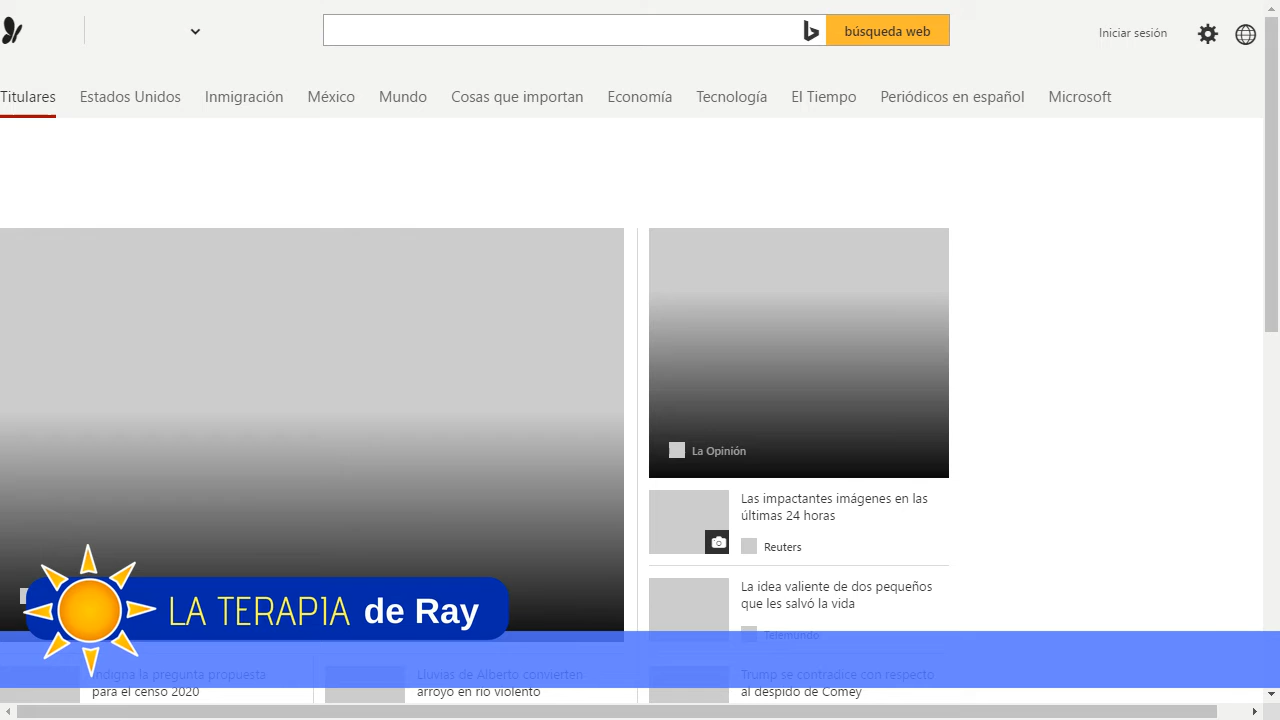 búsqueda web
Iniciar sesión
Titulares Estados Unidos Inmigración México Mundo Cosas que importan Economía Tecnología El Tiempo Periódicos en español Microsoft
La Opinión
Las impactantes imágenes en las
últimas 24 horas
Reuters
La idea valiente de dos pequeños
que les salvó la vida
Telemundo
LA TERAPIA de Ray
Indigna la pregunta propuesta
para el censo 2020
Lluvias de Alberto convierten
arroyo en río violento
Trump se contradice con respecto
al despido de Comey